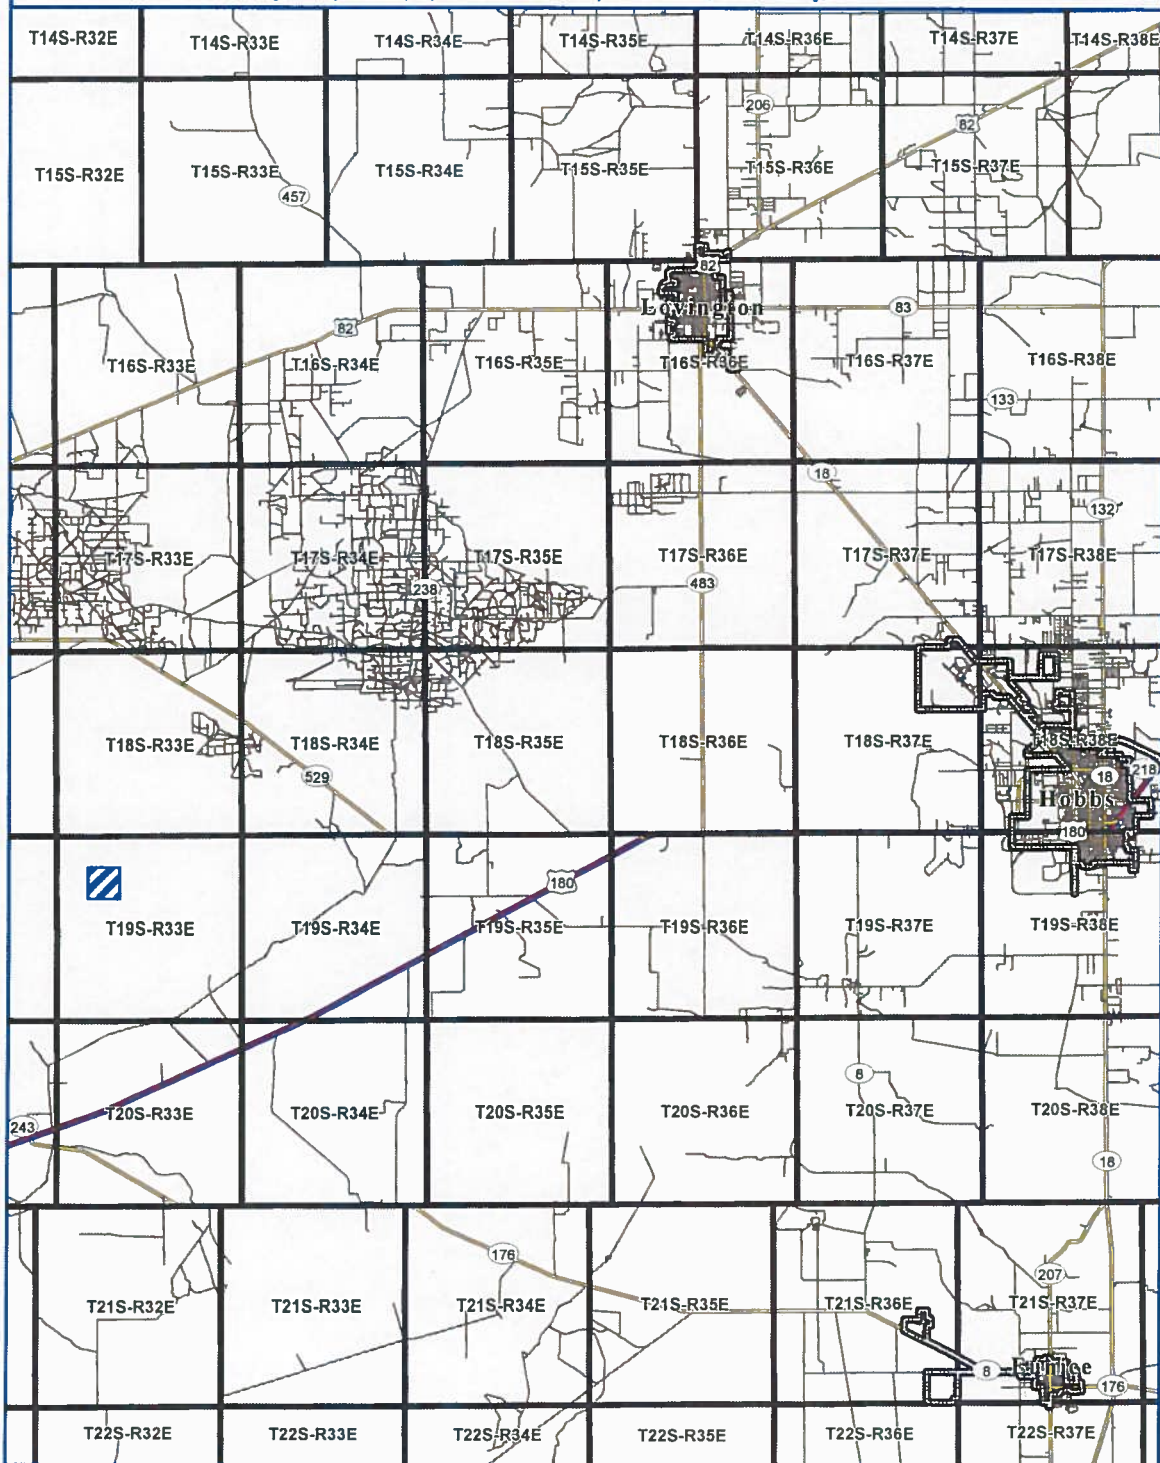 T14S-R32E T14S-R33E T14S-R34E T14S-R35E T14S-R36E T14S-R37E T14S-R38E
206
82
T15S-R32E T15S-R33E T15S-R34E T15S-R35E T15S-R36E T15S-R37E
457
82
Lovington
83
82
T16S-R33E T16S-R34E T16S-R35E T16S-R36E T16S-R37E T16S-R38E
133
18
132
T17S-R33E T17S-R34E T17S-R35E T17S-R36E T17S-R37E T17S-R38E
238
483
T18S-R33E T18S-R34E T18S-R35E T18S-R36E T18S-R37E T18S-R38E
529
18
218
Hobbs
180
180
T19S-R33E T19S-R34E T19S-R35E T19S-R36E T19S-R37E T19S-R38E
8
T20S-R33E T20S-R34E T20S-R35E T20S-R36E T20S-R37E T20S-R38E
243
18
176
207
T21S-R32E T21S-R33E T21S-R34E T21S-R35E T21S-R36E T21S-R37E
8
Eunice
176
T22S-R32E T22S-R33E T22S-R34E T22S-R35E T22S-R36E T22S-R37E